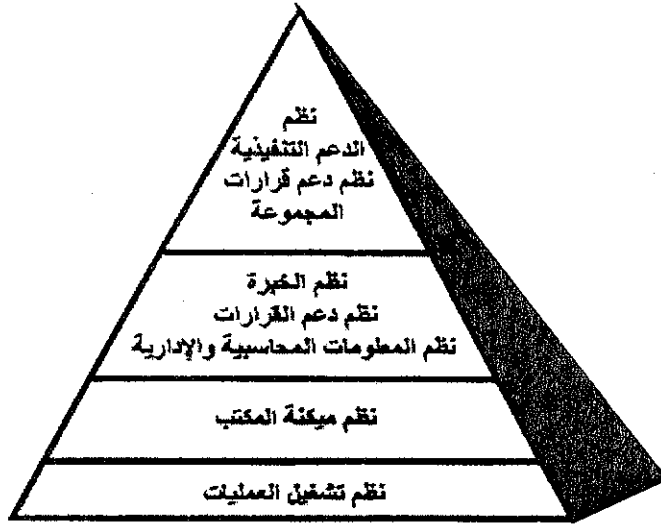 نظم
الدعم التنفيذية
نظم دعم قرارات
المجموعة
نظم الخبرة
نظم دعم القرارات
نظم المعلومات المحاسبية والإدارية
نظم ميكنة المكتب
نظم تشغيل العمليات